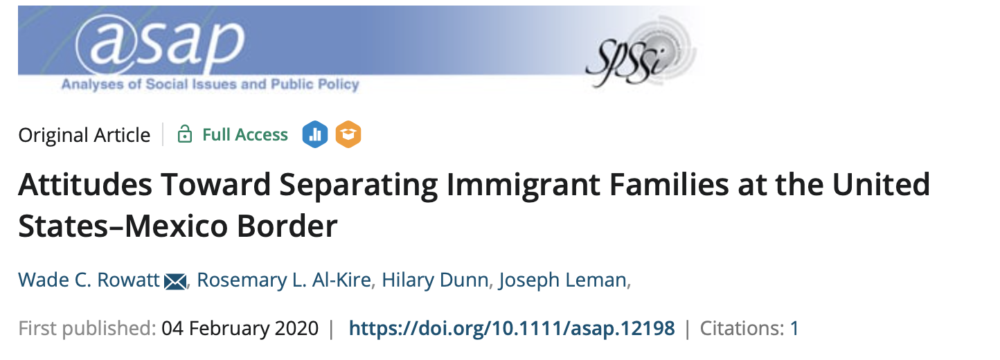 asap
SPSSi
Analyses of Social Issues and Public Policy
Original Article | Full Access
Attitudes Toward Separating Immigrant Families at the United
States–Mexico Border
Wade C. Rowatt, Rosemary L. Al-Kire, Hilary Dunn, Joseph Leman,
First published: 04 February 2020 | https://doi.org/10.1111/asap.12198 | Citations: 1